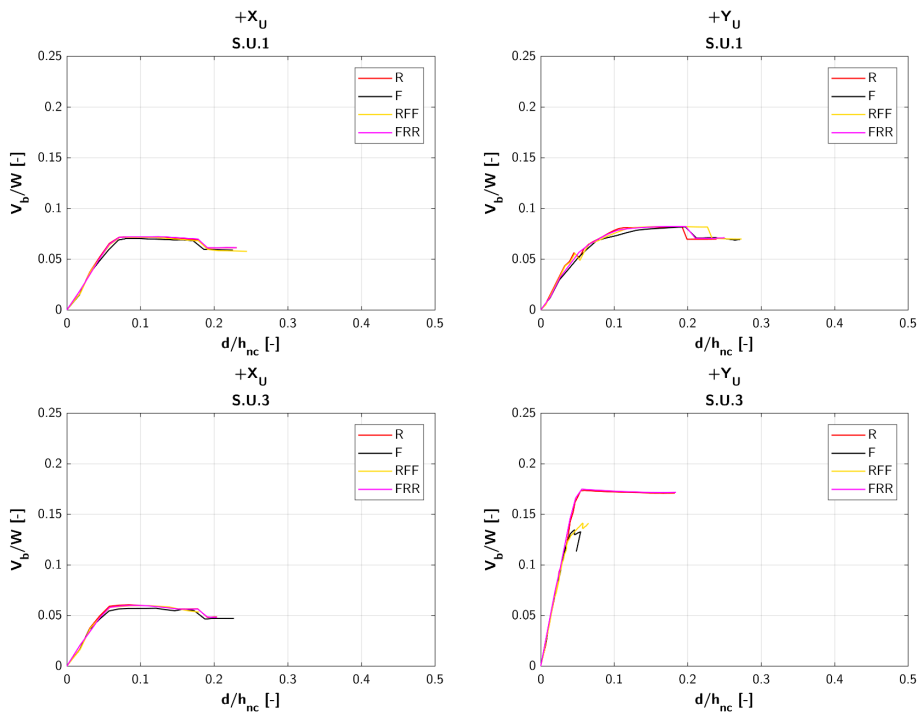 +X_U
S.U.1
0.25
0.2
0.15
0.1
0.05
0
V_b/W [-]
0 0.1 0.2 0.3 0.4 0.5
d/h_nc [-]
R
F
RFF
FRR
+Y_U
S.U.1
0.25
0.2
0.15
0.1
0.05
0
V_b/W [-]
0 0.1 0.2 0.3 0.4 0.5
d/h_nc [-]
R
F
RFF
FRR
+X_U
S.U.3
0.25
0.2
0.15
0.1
0.05
0
V_b/W [-]
0 0.1 0.2 0.3 0.4 0.5
d/h_nc [-]
R
F
RFF
FRR
+Y_U
S.U.3
0.25
0.2
0.15
0.1
0.05
0
V_b/W [-]
0 0.1 0.2 0.3 0.4 0.5
d/h_nc [-]
R
F
RFF
FRR